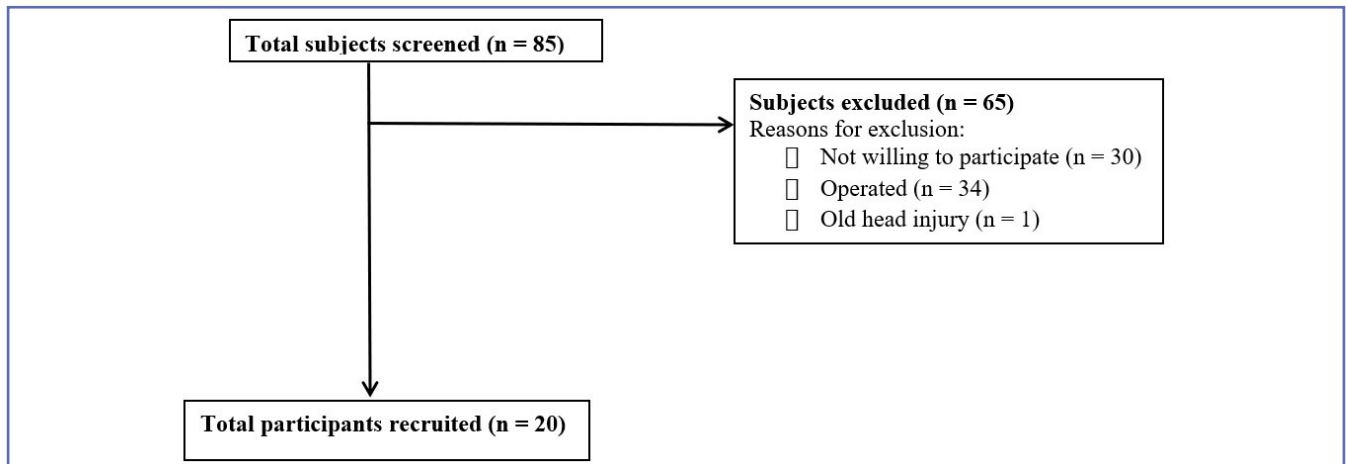 Total subjects screened (n = 85)
Subjects excluded (n = 65)
Reasons for exclusion:
Not willing to participate (n = 30)
Operated (n = 34)
Old head injury (n = 1)
Total participants recruited (n = 20)